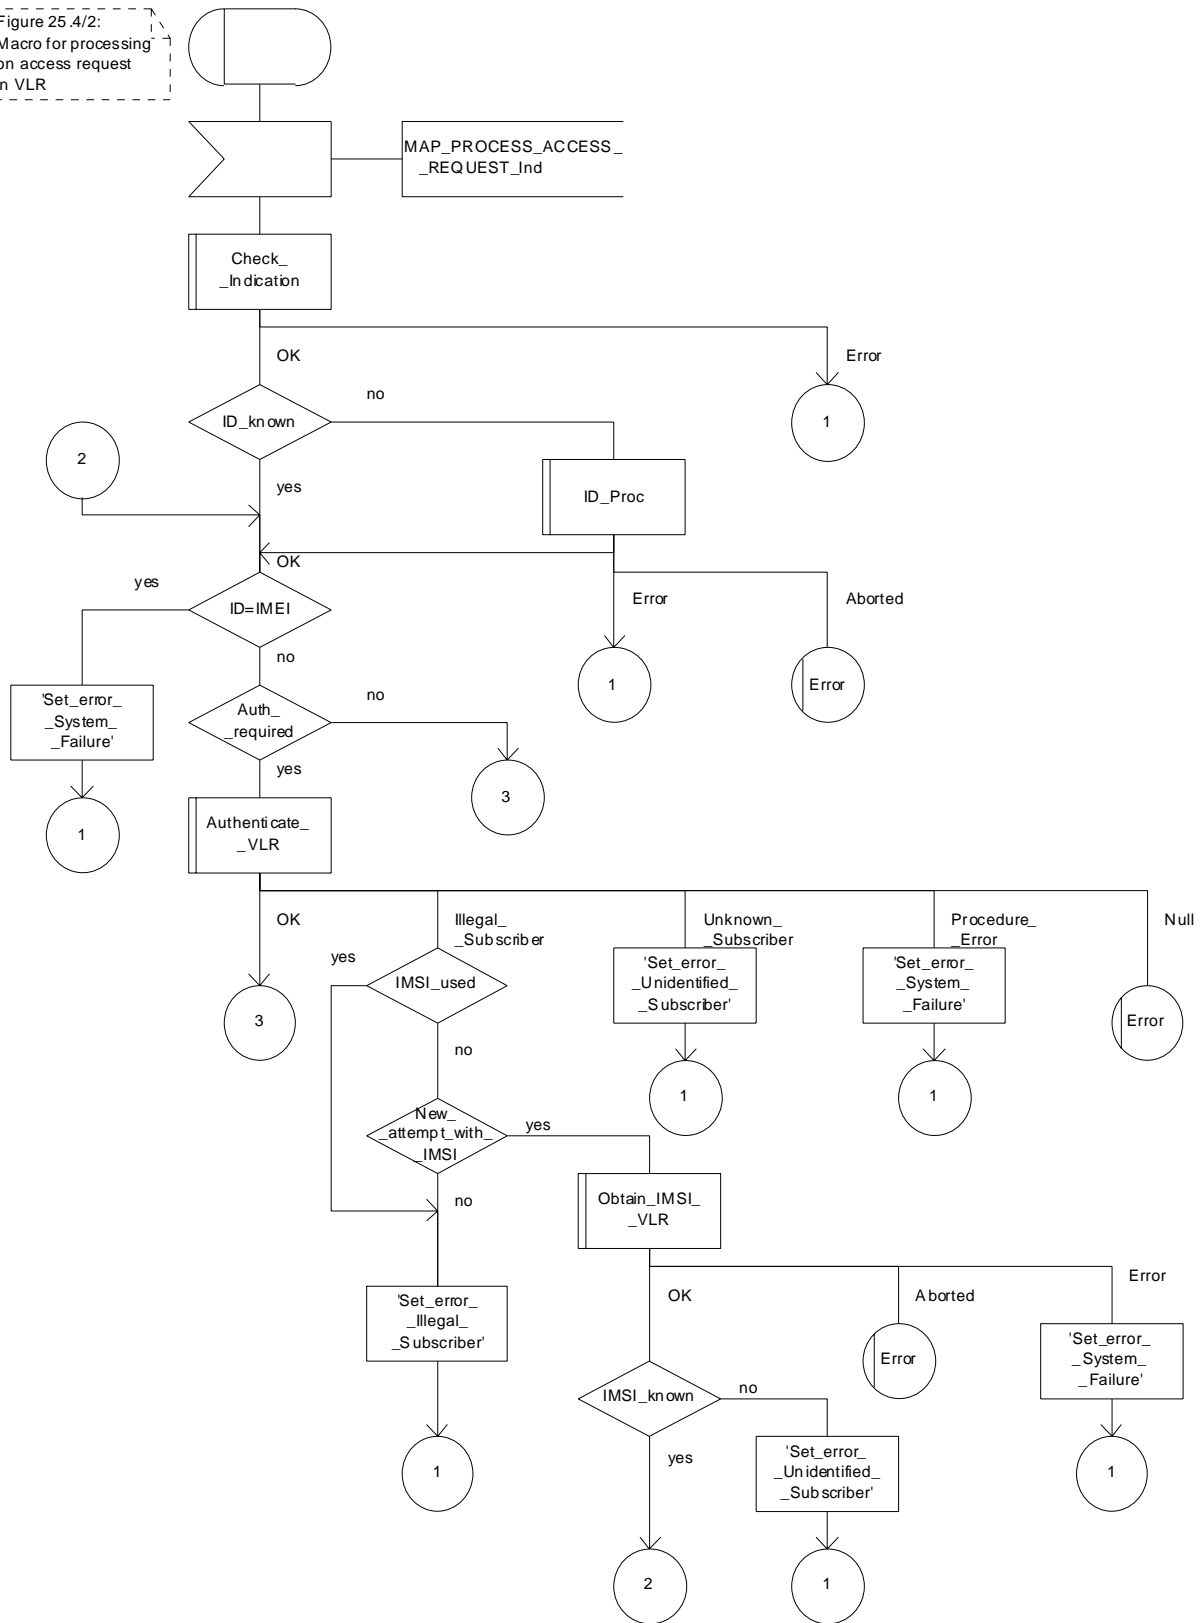 Figure 25.4/2:
Macro for processing
on access request
in VLR
MAP_PROCESS_ACCESS_
_REQUEST_Ind
Check_
_Indication
OK
Error
1
ID_known
no
2
yes
ID_Proc
OK
yes
ID=IMEI
Error
Aborted
no
1
Error
'Set_error_
_System_
_Failure'
Auth_
_required
no
yes
3
1
Authenticate_
_VLR
OK
Illegal_
_Subscriber
Unknown_
_Subscriber
Procedure_
_Error
Null
yes
IMSI_used
'Set_error_
_Unidentified_
_Subscriber'
'Set_error_
_System_
_Failure'
3
Error
no
1
1
New_
_attempt_with_
_IMSI
yes
no
Obtain_IMSI_
_VLR
OK
Aborted
Error
'Set_error_
_Illegal_
_Subscriber'
Error
'Set_error_
_System_
_Failure'
IMSI_known
no
yes
1
'Set_error_
_Unidentified_
_Subscriber'
1
2
1